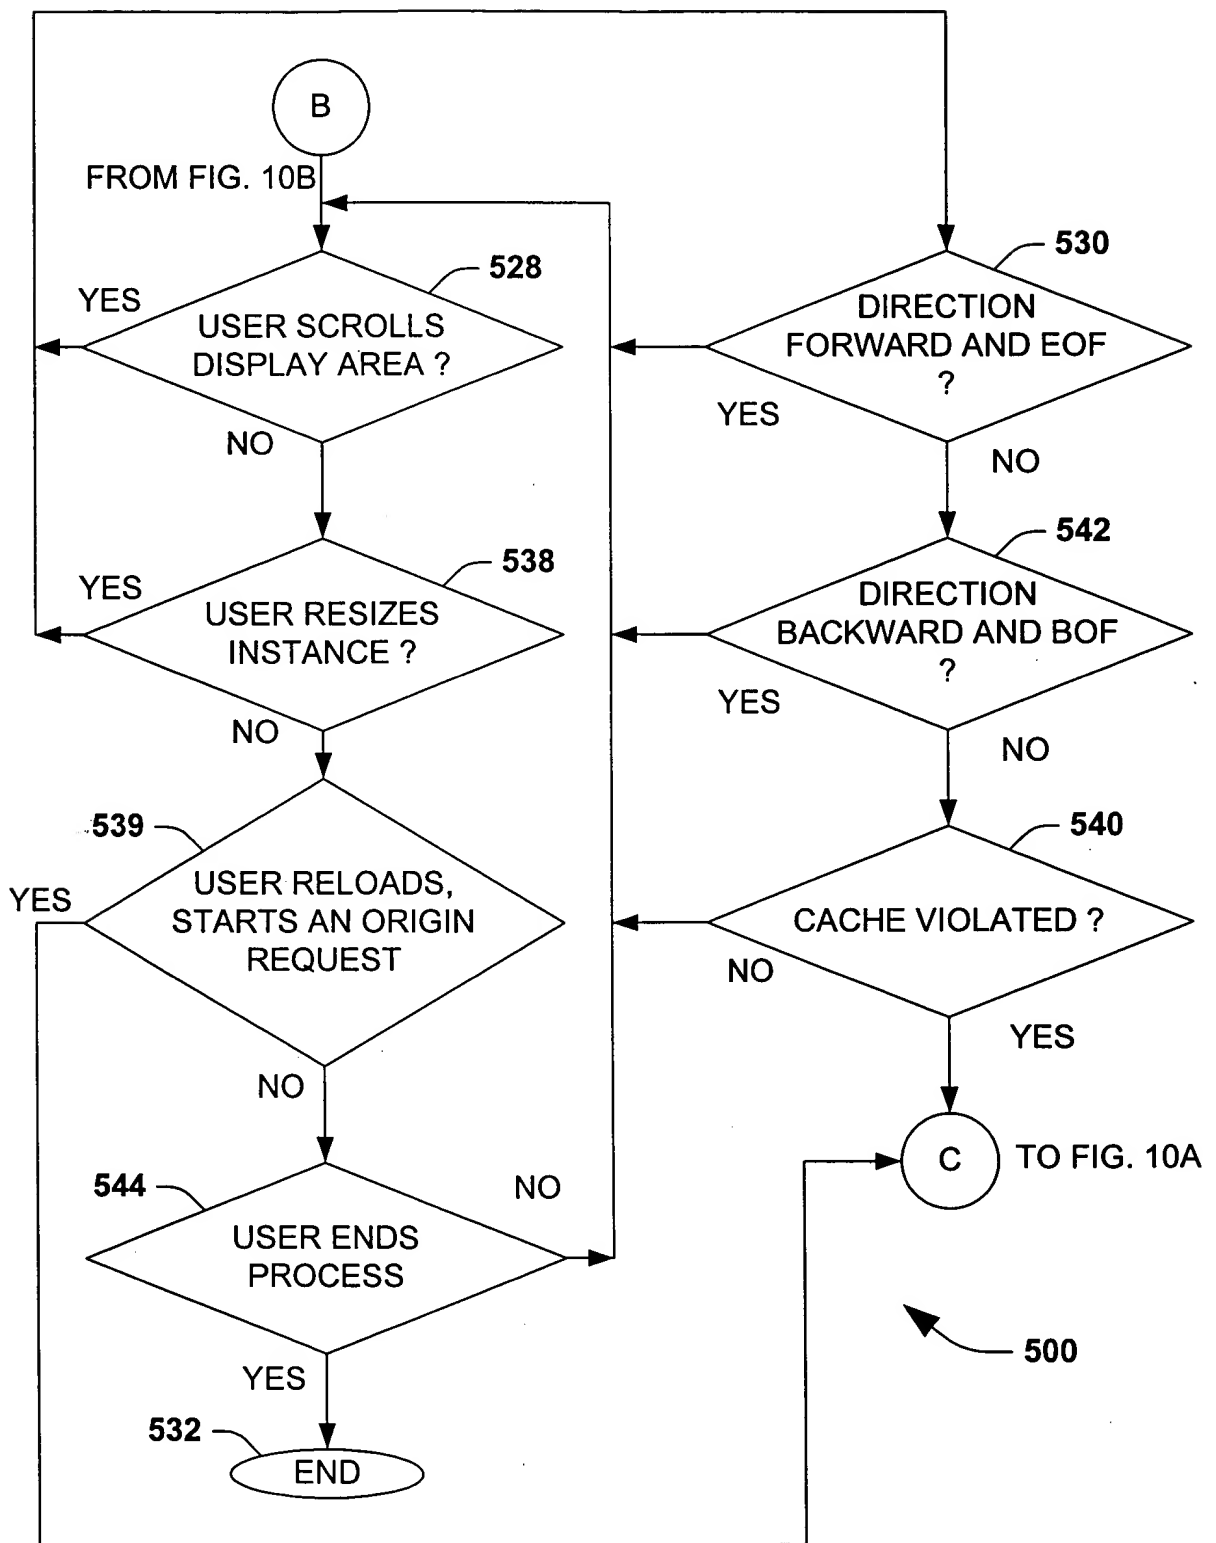 B
FROM FIG. 10B
528
YES
USER SCROLLS
DISPLAY AREA ?
NO
538
YES
USER RESIZES
INSTANCE ?
NO
539
YES
USER RELOADS,
STARTS AN ORIGIN
REQUEST
NO
544
NO
USER ENDS
PROCESS
YES
532
END
530
DIRECTION
FORWARD AND EOF
?
YES
NO
542
DIRECTION
BACKWARD AND BOF
?
YES
NO
540
CACHE VIOLATED ?
NO
YES
C
TO FIG. 10A
500